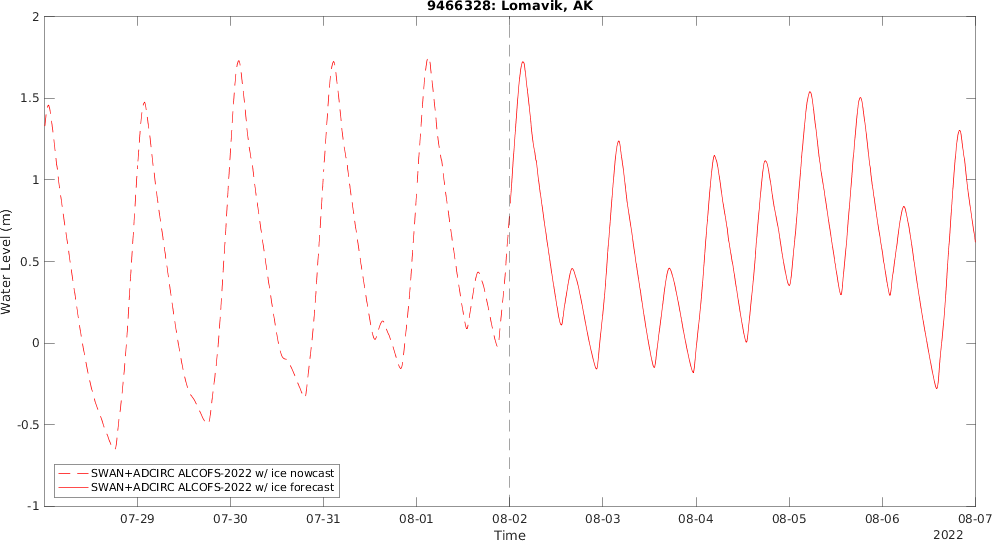 9466328: Lomavik, AK
2
1.5
1
0.5
0
-0.5
-1
Water Level (m)
SWAN+ADCIRC ALCOFS-2022 w/ ice nowcast
SWAN+ADCIRC ALCOFS-2022 w/ ice forecast
07-29 07-30 07-31 08-01 08-02 08-03 08-04 08-05 08-06 08-07
Time
2022